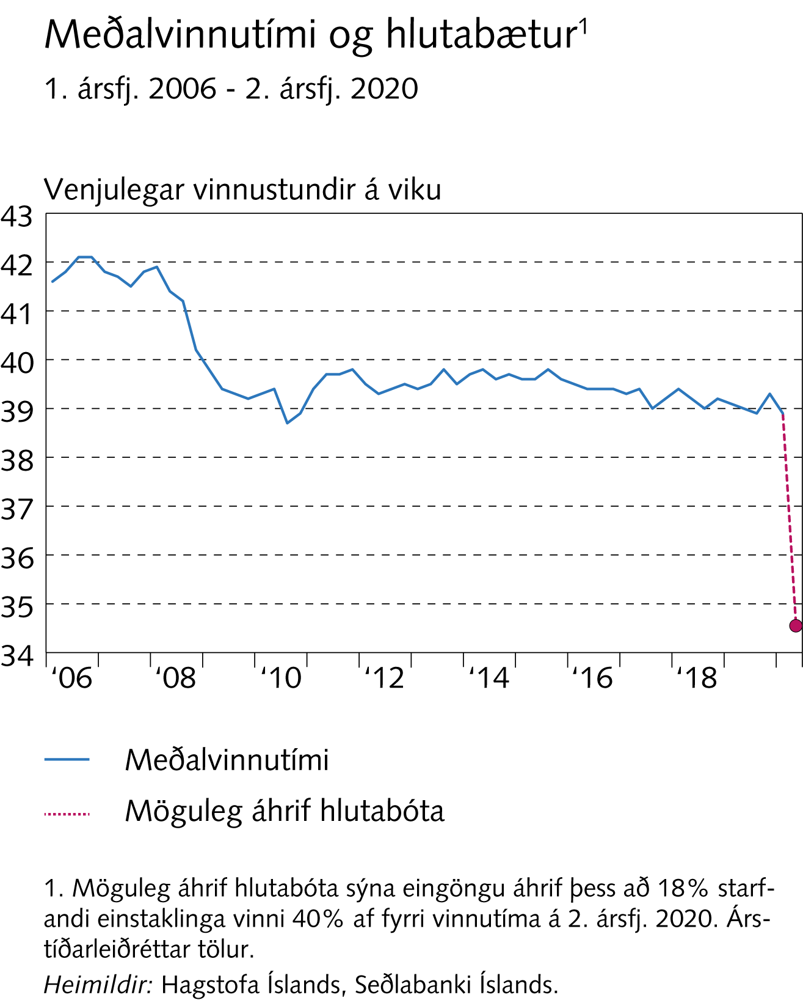 Meðalvinnutími og hlutabætur¹
1. ársfj. 2006 - 2. ársfj. 2020
Venjulegar vinnustundir á viku
43
42
41
40
39
38
37
36
35
34
‘06 ‘08 ‘10 ‘12 ‘14 ‘16 ‘18
Meðalvinnutími
Möguleg áhrif hlutabóta
1. Möguleg áhrif hlutabóta sýna eingöngu áhrif þess að 18% starf-
andi einstaklinga vinni 40% af fyrri vinnutíma á 2. ársfj. 2020. Árs-
tíðarleiðréttar tölur.
Heimildir: Hagstofa Íslands, Seðlabanki Íslands.